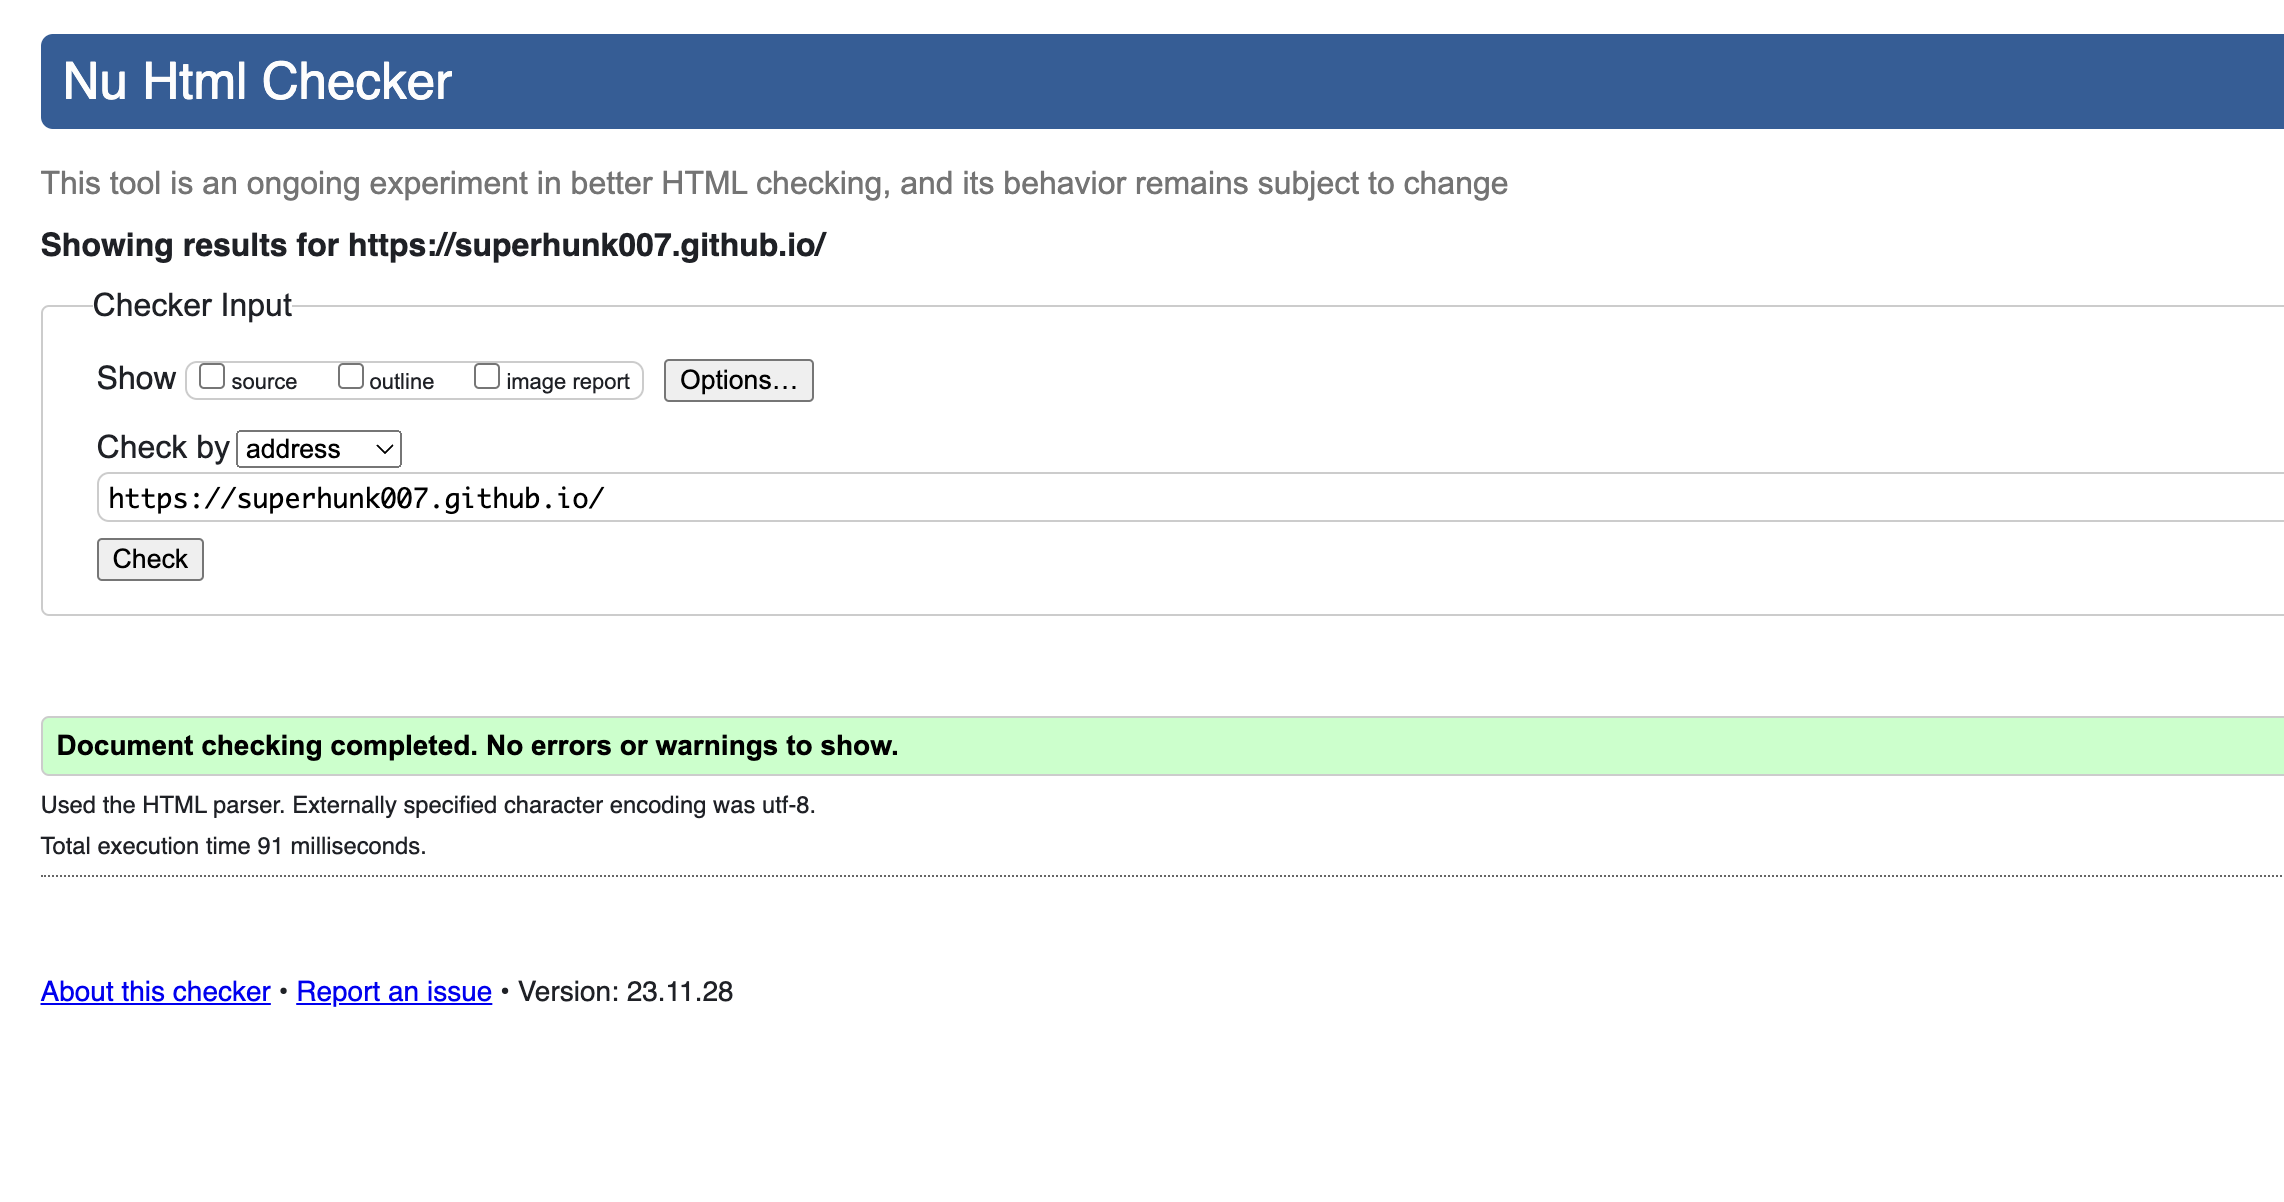 Nu Html Checker
This tool is an ongoing experiment in better HTML checking, and its behavior remains subject to change
Showing results for https://superhunk007.github.io/
Checker Input
Show source outline image report Options…
Check by address
https://superhunk007.github.io/
Check
Document checking completed. No errors or warnings to show.
Used the HTML parser. Externally specified character encoding was utf-8.
Total execution time 91 milliseconds.
About this checker • Report an issue • Version: 23.11.28